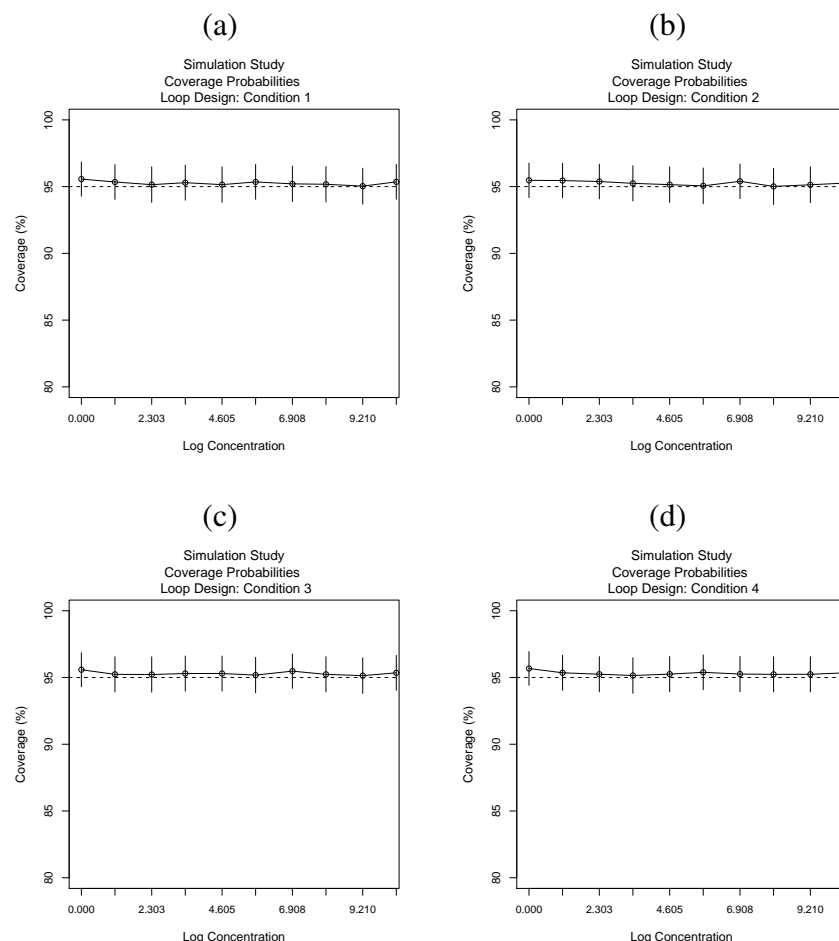 (a)
Simulation Study
Coverage Probabilities
Loop Design: Condition 1
100
95
90
85
80
Coverage (%)
0.000 2.303 4.605 6.908 9.210
Log Concentration
(b)
Simulation Study
Coverage Probabilities
Loop Design: Condition 2
100
95
90
85
80
Coverage (%)
0.000 2.303 4.605 6.908 9.210
Log Concentration
(c)
Simulation Study
Coverage Probabilities
Loop Design: Condition 3
100
95
90
85
80
Coverage (%)
0.000 2.303 4.605 6.908 9.210
Log Concentration
(d)
Simulation Study
Coverage Probabilities
Loop Design: Condition 4
100
95
90
85
80
Coverage (%)
0.000 2.303 4.605 6.908 9.210
Log Concentration